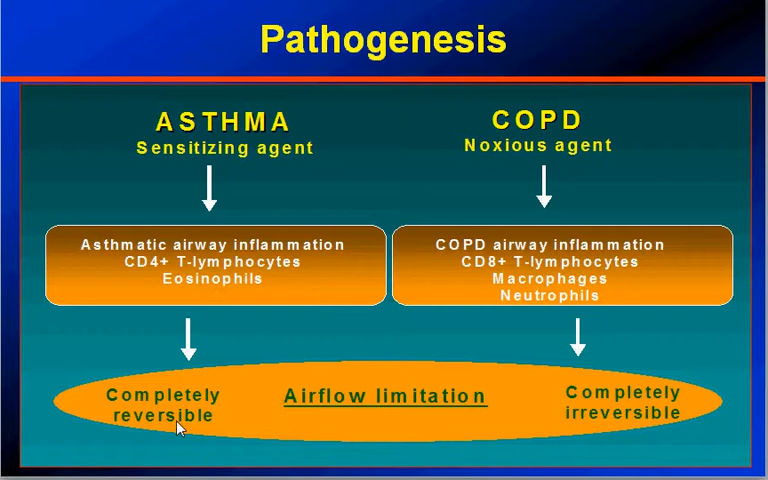 Pathogenesis
ASTHMA
Sensitizing agent
COPD
Noxious agent
Asthmatic airway inflammation
CD4+ T-lymphocytes
Eosinophils
COPD airway inflammation
CD8+ T-lymphocytes
Macrophages
Neutrophils
Completely
reversible
Airflow limitation
Completely
irreversible